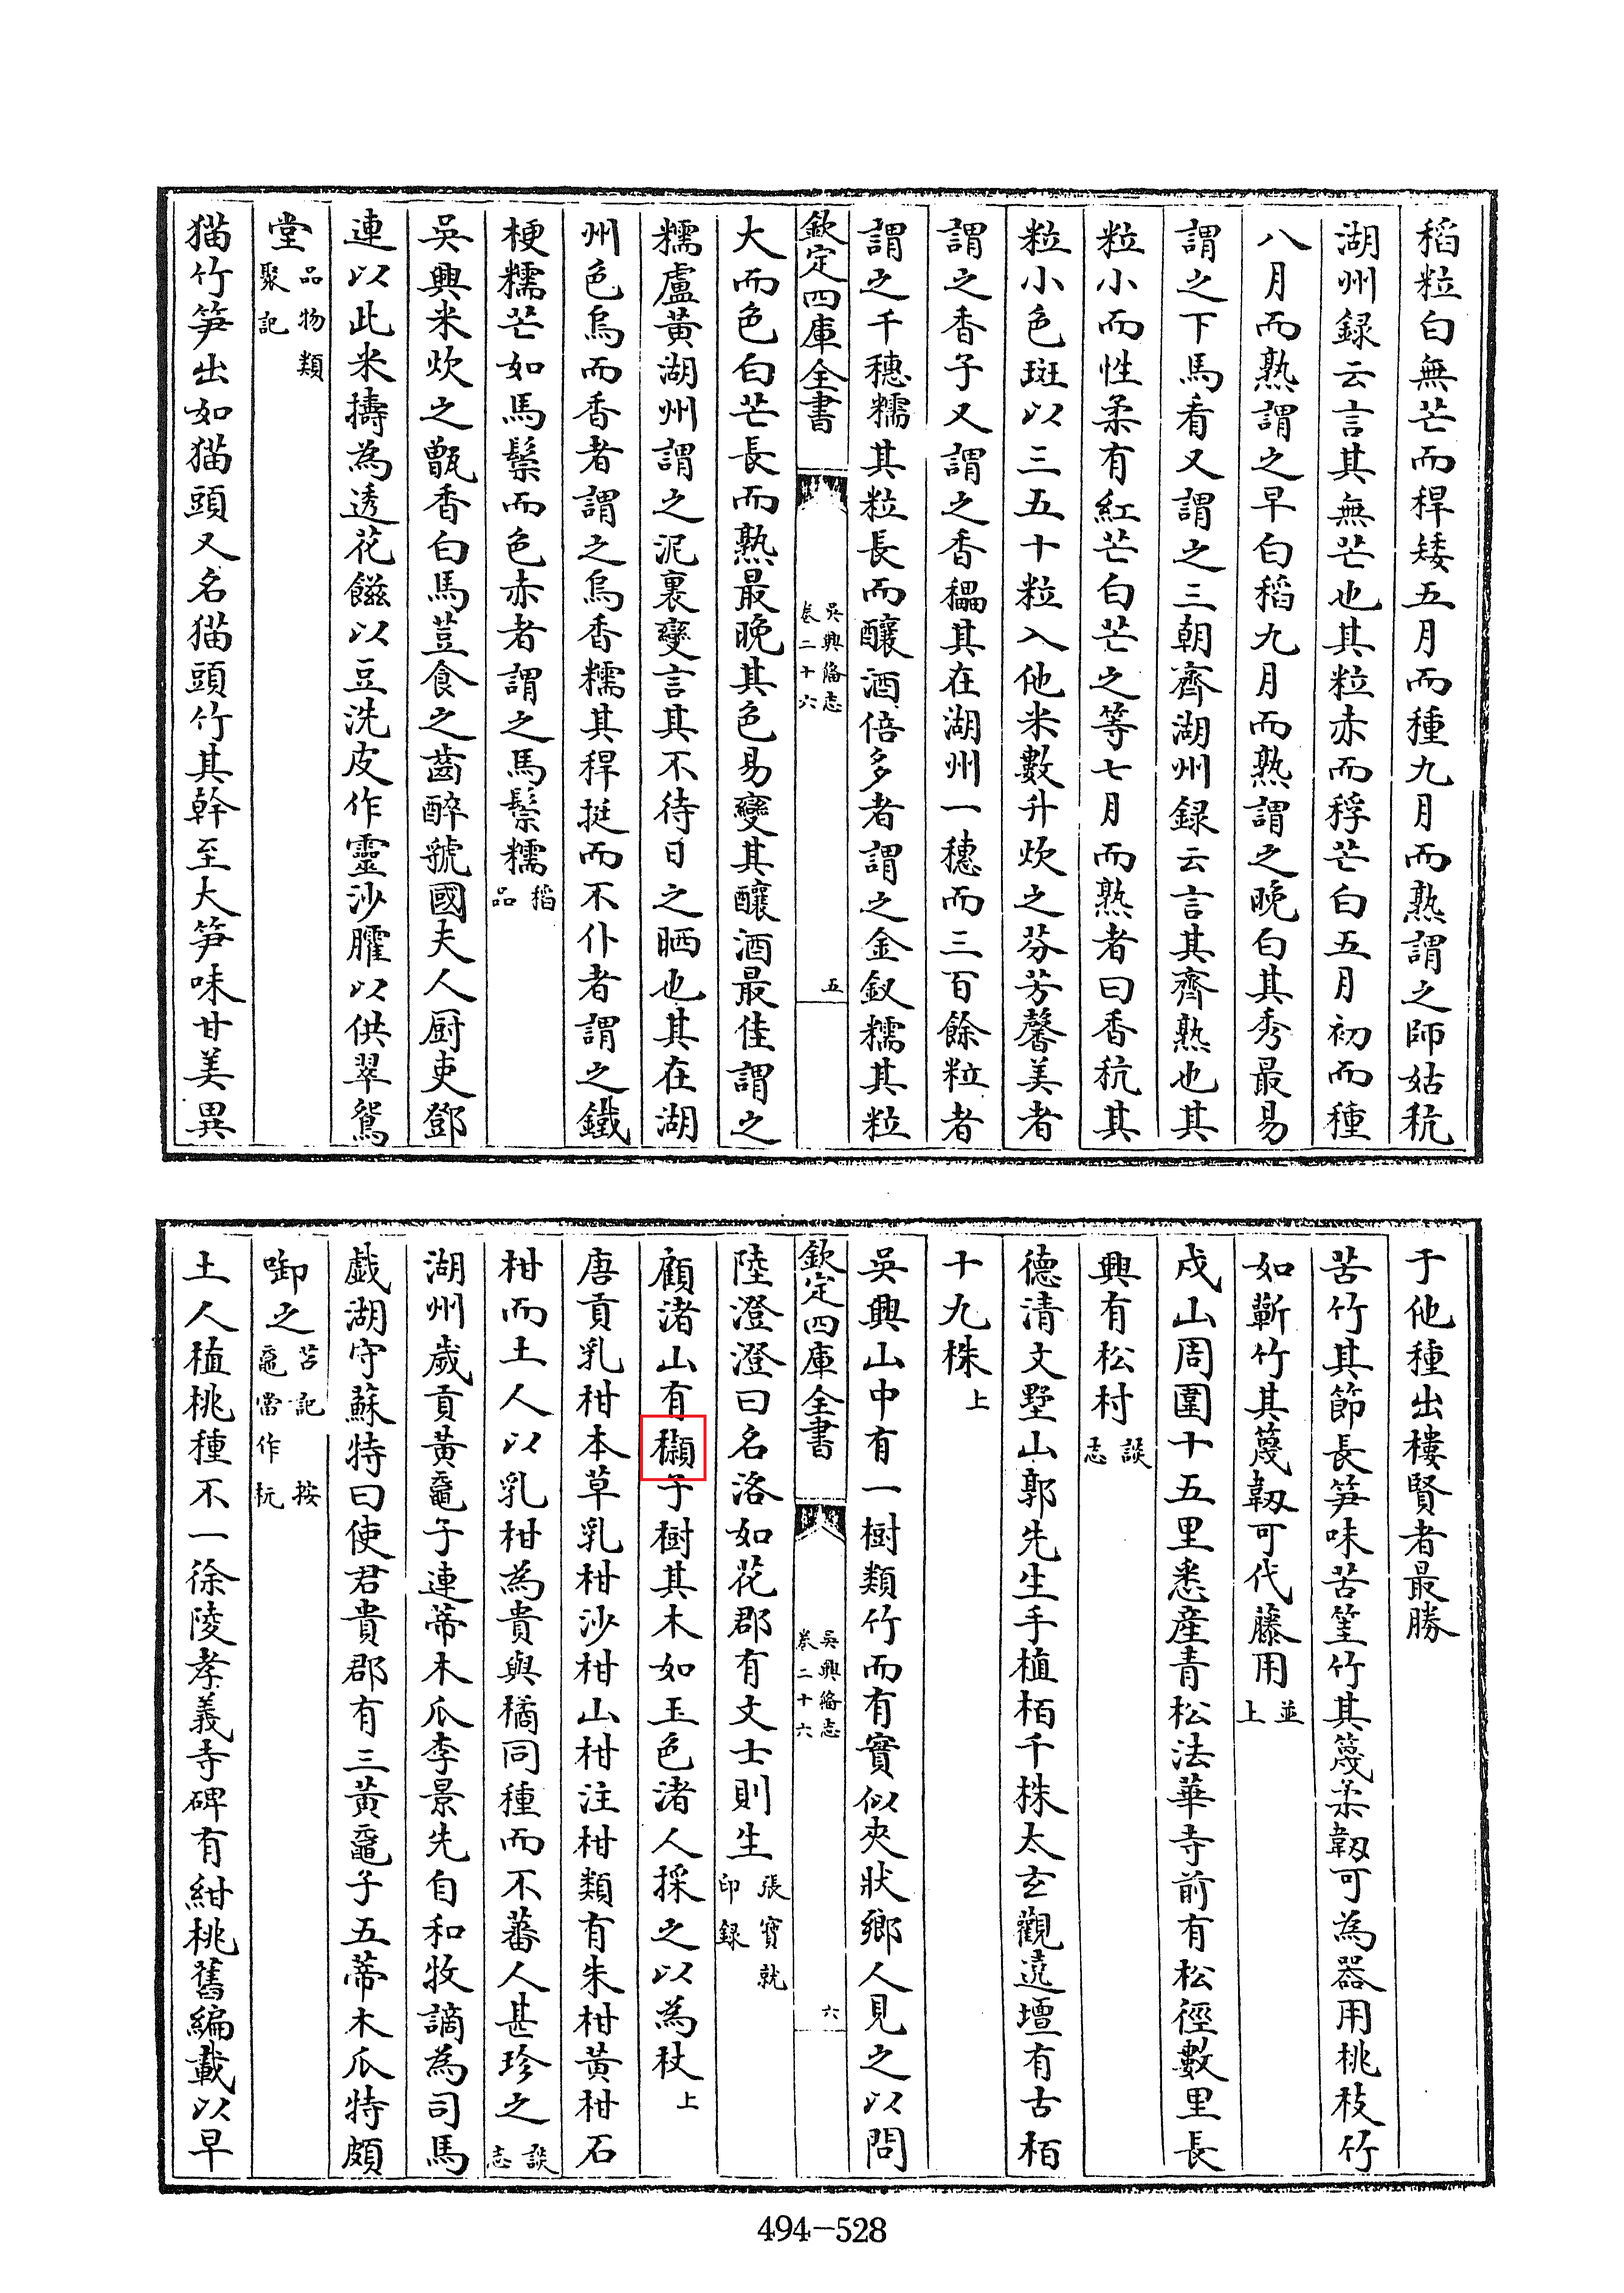 稻粒白無芒而稈矮五月而種九月而熟謂之師姑秔
湖州録云言其無芒也其粒赤而稃芒白五月初而種
八月而熟謂之早白稻九月而熟謂之晚白其秀最易
謂之下馬看又謂之三朝齊湖州録云言其齊熟也其
粒小而性柔有紅芒白芒之等七月而熟者曰香秔其
粒小色斑以三五十粒入他米數升炊之芬芳馨美者
謂之香子又謂之香䆲其在湖州一穗而三百餘粒者
謂之千穗糯其粒長而釀酒倍多者謂之金釵糯其粒
欽定四庫全書
吳興備志
卷二十六
五
大而色白芒長而熟最晚其色易變其釀酒最佳謂之
糯盧黃湖州謂之泥裏變言其不待日之晒也其在湖
州色烏而香者謂之烏香糯其稈挺而不仆者謂之鐵
梗糯芒如馬鬃而色赤者謂之馬鬃糯稻品
吳興米炊之甑香白馬荳食之齒醉虢國夫人厨吏鄧
連以此米擣為透花餈以豆洗皮作靈沙臛以供翠鴛
堂品物類聚記
猫竹笋出如猫頭又名猫頭竹其幹至大笋味甘美異
于他種出樓賢者最勝
苦竹其節長笋味苦筀竹其篾柔韌可為器用桃枝竹
如蘄竹其篾韌可代藤用並上
戍山周圍十五里悉産青松法華寺前有松徑數里長
興有松村談志
德清文墅山郭先生手植栢千株太玄觀遶壇有古栢
十九株上
吳興山中有一樹類竹而有實似夾狀鄉人見之以問
欽定四庫全書
吳興備志
卷二十六
六
陸澄澄曰名洛如花郡有文士則生張寶就印録
顧渚山有子樹其木如玉色渚人採之以為杖上
唐貢乳柑本草乳柑沙柑山柑注柑類有朱柑黄柑石
柑而土人以乳柑為貴與橘同種而不蕃人甚珍之談志
湖州歲貢黃黿子連蒂木瓜李景先自和牧謫為司馬
戲湖守蘇特曰使君貴郡有三黃黿子五蒂木瓜特頗
啣之苕記按黿當作杬
土人植桃種不一徐陵孝義寺碑有紺桃舊編載以早
494-528